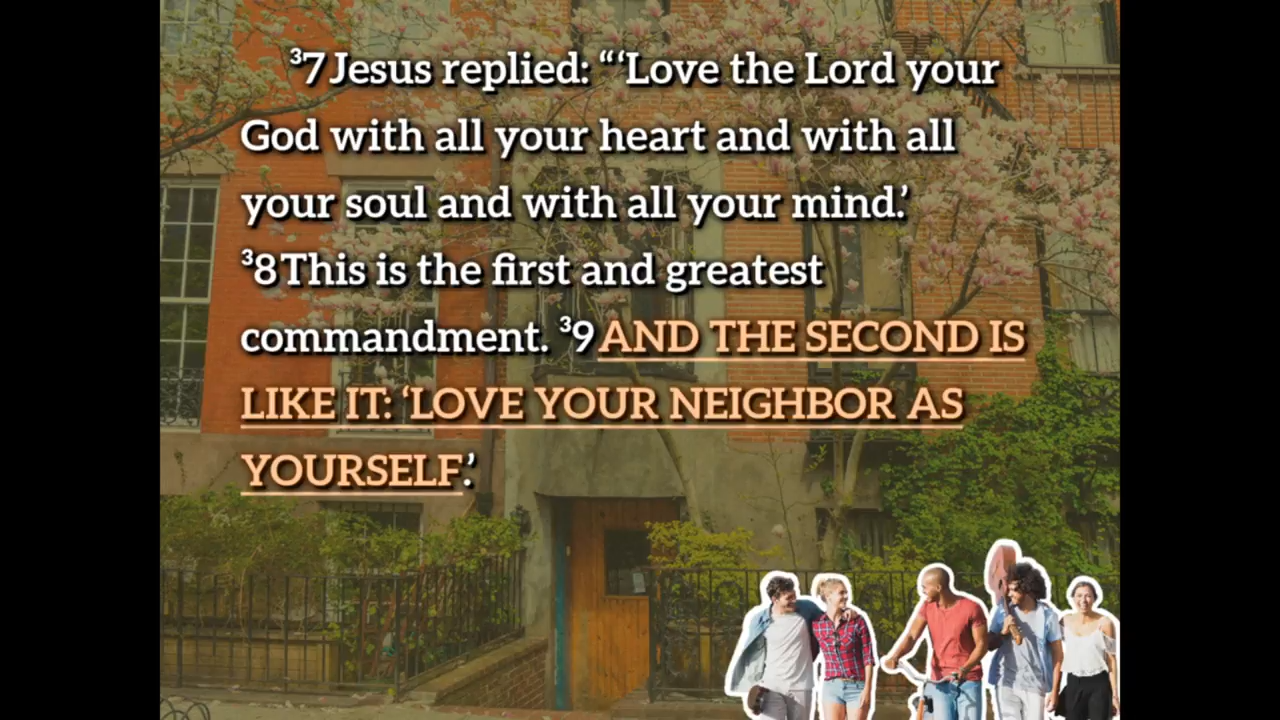 ³7 Jesus replied: “‘Love the Lord your
God with all your heart and with all
your soul and with all your mind.’
³8 This is the first and greatest
commandment. ³9 AND THE SECOND IS
LIKE IT: ‘LOVE YOUR NEIGHBOR AS
YOURSELF.’